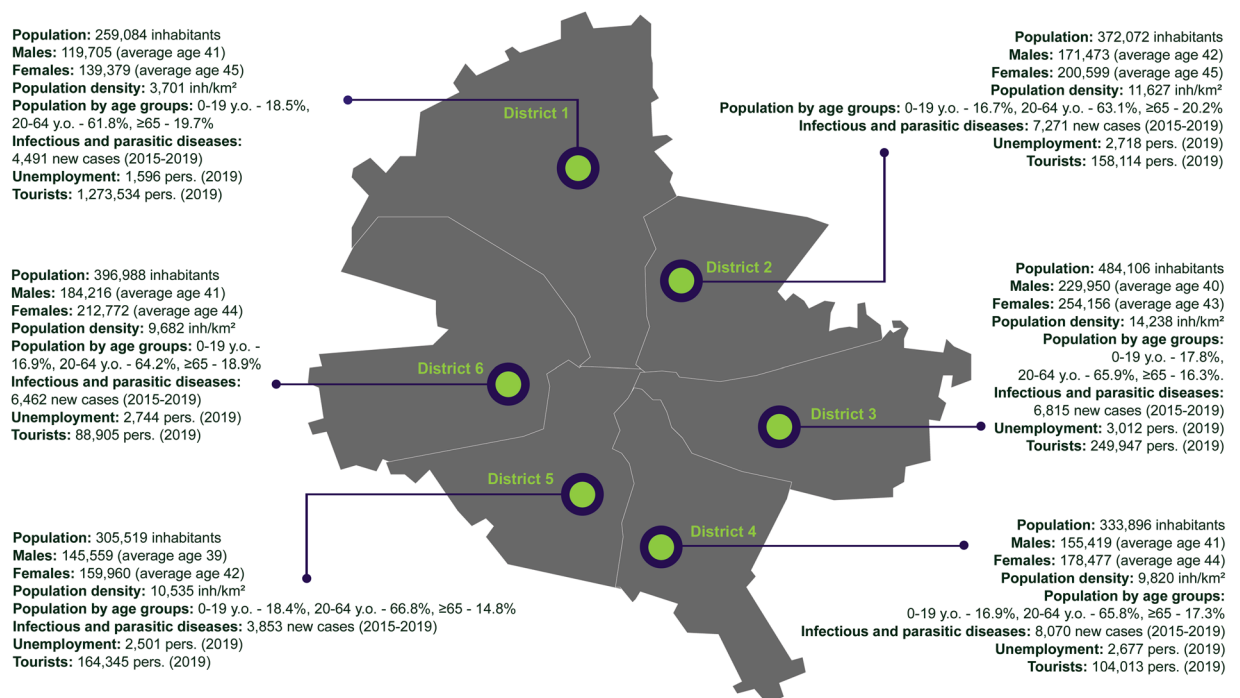 Population: 259,084 inhabitants
Males: 119,705 (average age 41)
Females: 139,379 (average age 45)
Population density: 3,701 inh/km²
Population by age groups: 0-19 y.o. - 18.5%,
20-64 y.o. - 61.8%, ≥65 - 19.7%
Infectious and parasitic diseases:
4,491 new cases (2015-2019)
Unemployment: 1,596 pers. (2019)
Tourists: 1,273,534 pers. (2019)
District 1
Population: 372,072 inhabitants
Males: 171,473 (average age 42)
Females: 200,599 (average age 45)
Population density: 11,627 inh/km²
Population by age groups: 0-19 y.o. - 16.7%, 20-64 y.o. - 63.1%, ≥65 - 20.2%
Infectious and parasitic diseases: 7,271 new cases (2015-2019)
Unemployment: 2,718 pers. (2019)
Tourists: 158,114 pers. (2019)
District 2
Population: 396,988 inhabitants
Males: 184,216 (average age 41)
Females: 212,772 (average age 44)
Population density: 9,682 inh/km²
Population by age groups: 0-19 y.o. -
16.9%, 20-64 y.o. - 64.2%, ≥65 - 18.9%
Infectious and parasitic diseases:
6,462 new cases (2015-2019)
Unemployment: 2,744 pers. (2019)
Tourists: 88,905 pers. (2019)
District 6
Population: 484,106 inhabitants
Males: 229,950 (average age 40)
Females: 254,156 (average age 43)
Population density: 14,238 inh/km²
Population by age groups:
0-19 y.o. - 17.8%,
20-64 y.o. - 65.9%, ≥65 - 16.3%.
Infectious and parasitic diseases:
6,815 new cases (2015-2019)
Unemployment: 3,012 pers. (2019)
Tourists: 249,947 pers. (2019)
District 3
District 5
Population: 305,519 inhabitants
Males: 145,559 (average age 39)
Females: 159,960 (average age 42)
Population density: 10,535 inh/km²
Population by age groups: 0-19 y.o. - 18.4%, 20-64 y.o. - 66.8%, ≥65 - 14.8%
Infectious and parasitic diseases: 3,853 new cases (2015-2019)
Unemployment: 2,501 pers. (2019)
Tourists: 164,345 pers. (2019)
District 4
Population: 333,896 inhabitants
Males: 155,419 (average age 41)
Females: 178,477 (average age 44)
Population density: 9,820 inh/km²
Population by age groups:
0-19 y.o. - 16.9%, 20-64 y.o. - 65.8%, ≥65 - 17.3%
Infectious and parasitic diseases: 8,070 new cases (2015-2019)
Unemployment: 2,677 pers. (2019)
Tourists: 104,013 pers. (2019)